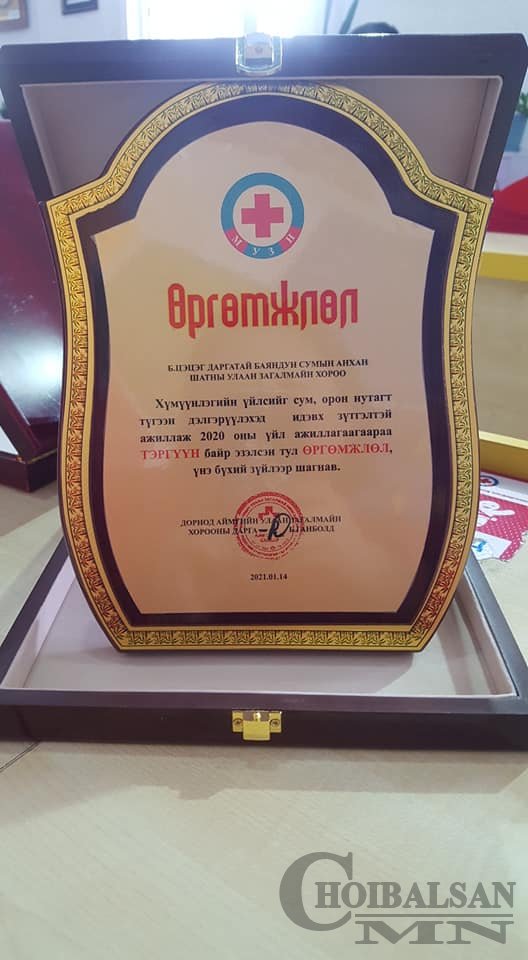 МУЗН
Өргөтжлөл
Б.ЦЭЦЭГ ДАРГАТАЙ БАЯНДУН СУМЫН АНХАН
ШАТНЫ УЛААН ЗАГАЛМАЙН ХОРОО
Хүмүүнлэгийн үйлсийг сум, орон нутагт
түгээн дэлгэрүүлэхэд идэвх зүтгэлтэй
ажиллаж 2020 оны үйл ажиллагаагаараа
ТЭРГҮҮН байр эзэлсэн тул ӨРГӨМЖЛӨЛ,
үнэ бүхий зүйлээр шагнав.
ДОРНОД АЙМГИЙН УЛААН ЗАГАЛМАЙН
ХОРООНЫ ДАРГА Б.ГАНБОЛД
2021.01.14
CHOIBALSAN
MN